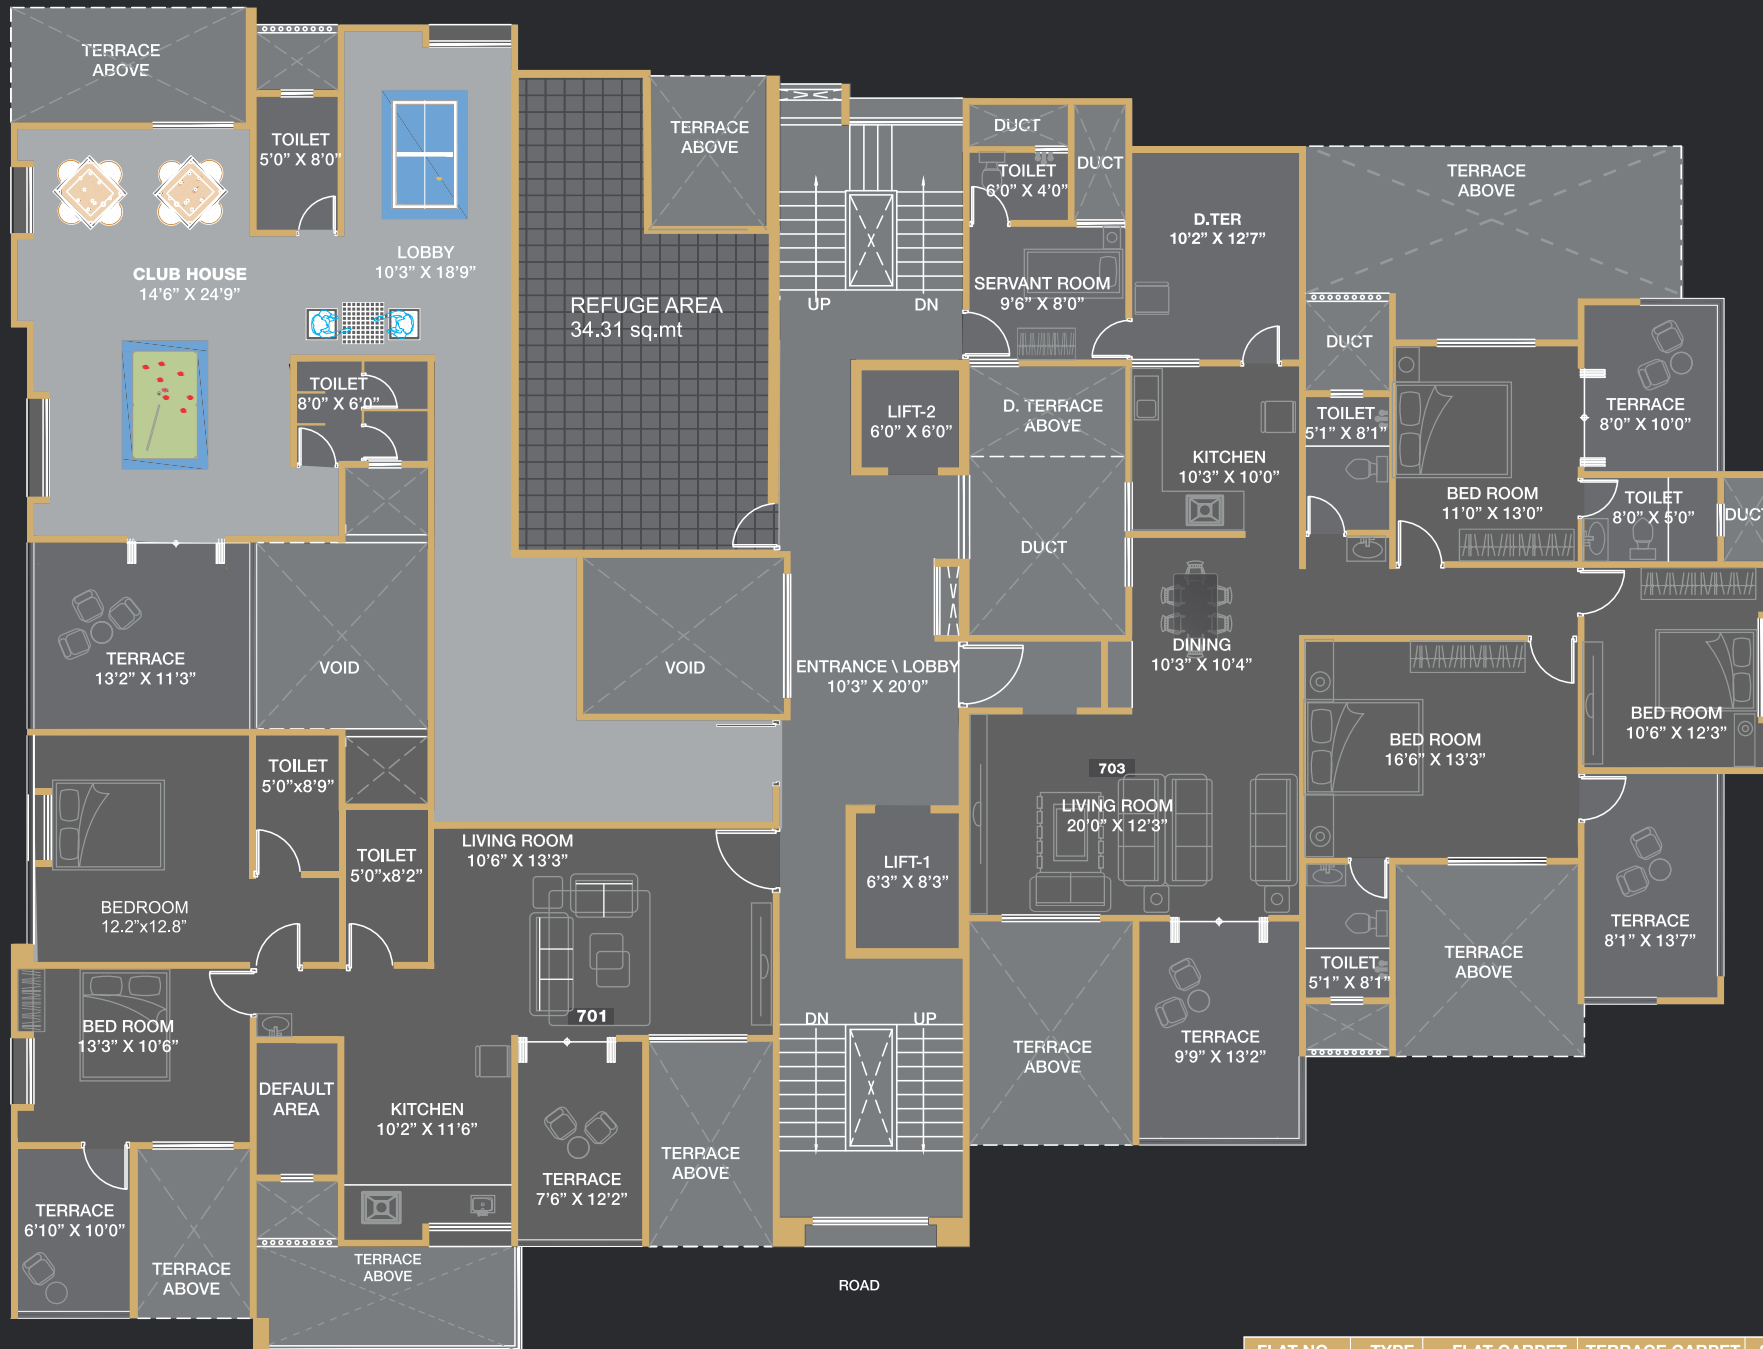 TERRACE
ABOVE
TOILET
5'0” X 8'0”
LOBBY
10'3” X 18'9”
CLUB HOUSE
14'6” X 24'9”
TOILET
8'0” X 6'0”
REFUGE AREA
34.31 sq.mt
TERRACE
ABOVE
UP
DN
DUCT
DUCT
TOILET
6'0” X 4'0”
SERVANT ROOM
9'6” X 8'0”
D.TER
10'2” X 12'7”
TERRACE
ABOVE
DUCT
TERRACE
8'0” X 10'0”
LIFT-2
6'0” X 6'0”
D. TERRACE
ABOVE
TOILET
5'1” X 8'1”
KITCHEN
10'3” X 10'0”
BED ROOM
11'0” X 13'0”
TOILET
8'0” X 5'0”
DUCT
DUCT
TERRACE
13'2” X 11'3”
VOID
VOID
ENTRANCE \ LOBBY
10'3” X 20'0”
DINING
10'3” X 10'4”
BED ROOM
10'6” X 12'3”
BED ROOM
16'6” X 13'3”
703
LIVING ROOM
20'0” X 12'3”
TOILET
5'0”x8'9”
LIVING ROOM
10'6” X 13'3”
TOILET
5'0”x8'2”
LIFT-1
6'3” X 8'3”
BEDROOM
12.2”x12.8”
TERRACE
8'1” X 13'7”
TERRACE
ABOVE
TOILET
5'1” X 8'1”
701
DN
UP
BED ROOM
13'3” X 10'6”
TERRACE
ABOVE
TERRACE
9'9” X 13'2”
DEFAULT
AREA
KITCHEN
10'2” X 11'6”
TERRACE
7'6” X 12'2”
TERRACE
ABOVE
TERRACE
6'10” X 10'0”
TERRACE
ABOVE
TERRACE
ABOVE
ROAD
FLAT NO. TYPE FLAT CARPET TERRACE CARPET